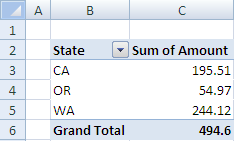 A B C
1
2 State Sum of Amount
3 CA 195.51
4 OR 54.97
5 WA 244.12
6 Grand Total 494.6